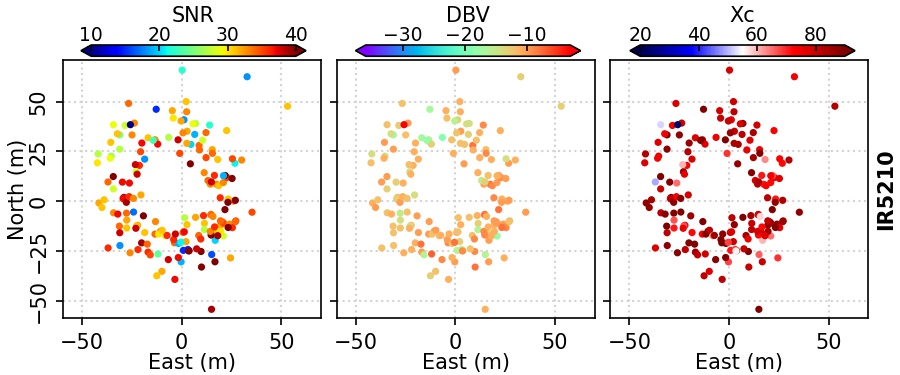 SNR DBV Xc
10 20 30 40 −30 −20 −10 20 40 60 80
50
25
0
−25
−50
North (m)
IR5210
−50 0 50 −50 0 50 −50 0 50
East (m) East (m) East (m)